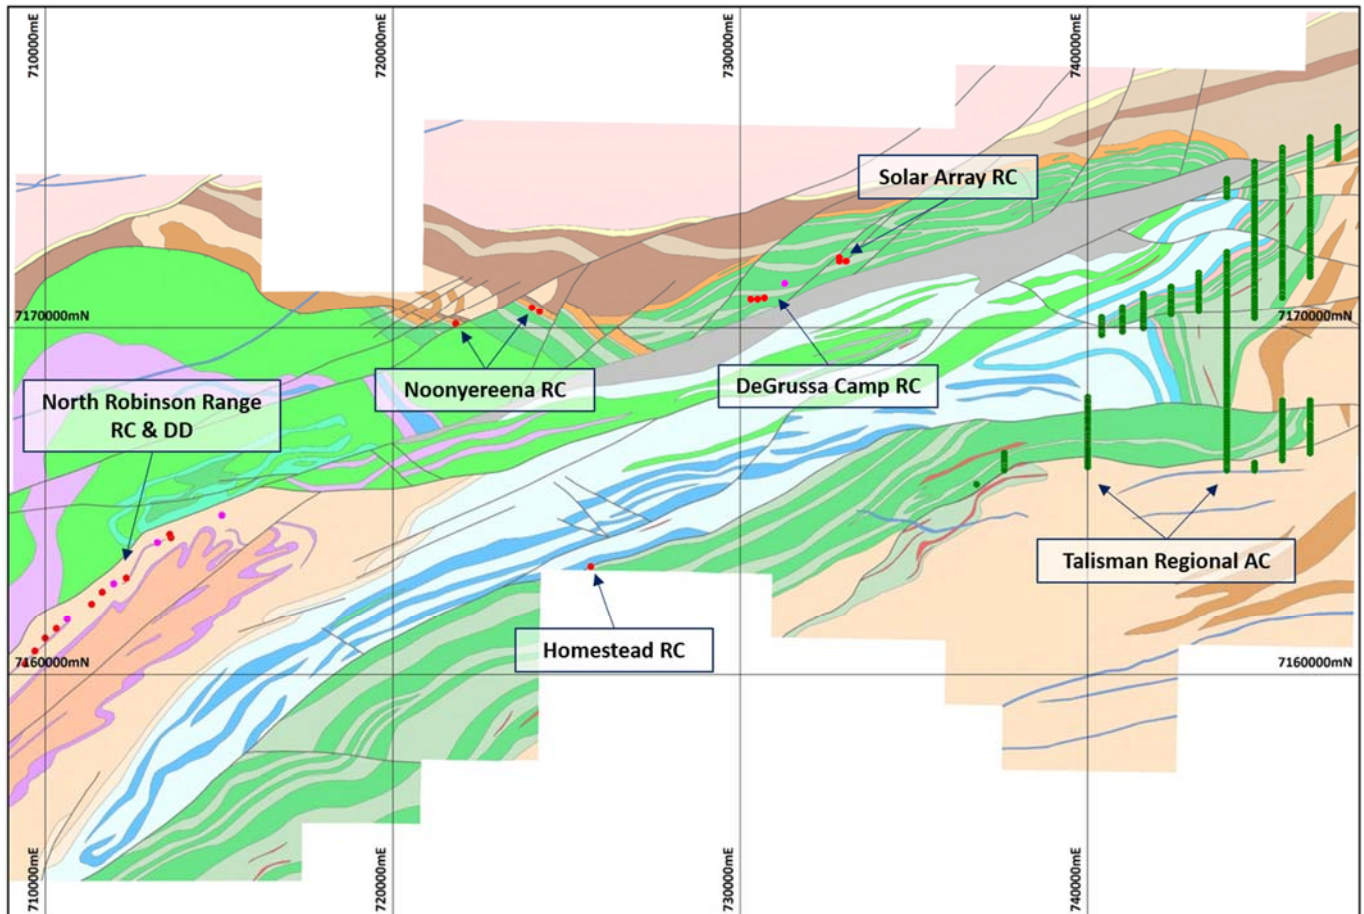 710000mE
720000mE
730000mE
740000mE
Solar Array RC
7170000mN
7170000mN
Noonyereena RC
DeGrussa Camp RC
North Robinson Range
RC & DD
Talisman Regional AC
Homestead RC
7160000mN
7160000mN
710000mE
720000mE
730000mE
740000mE